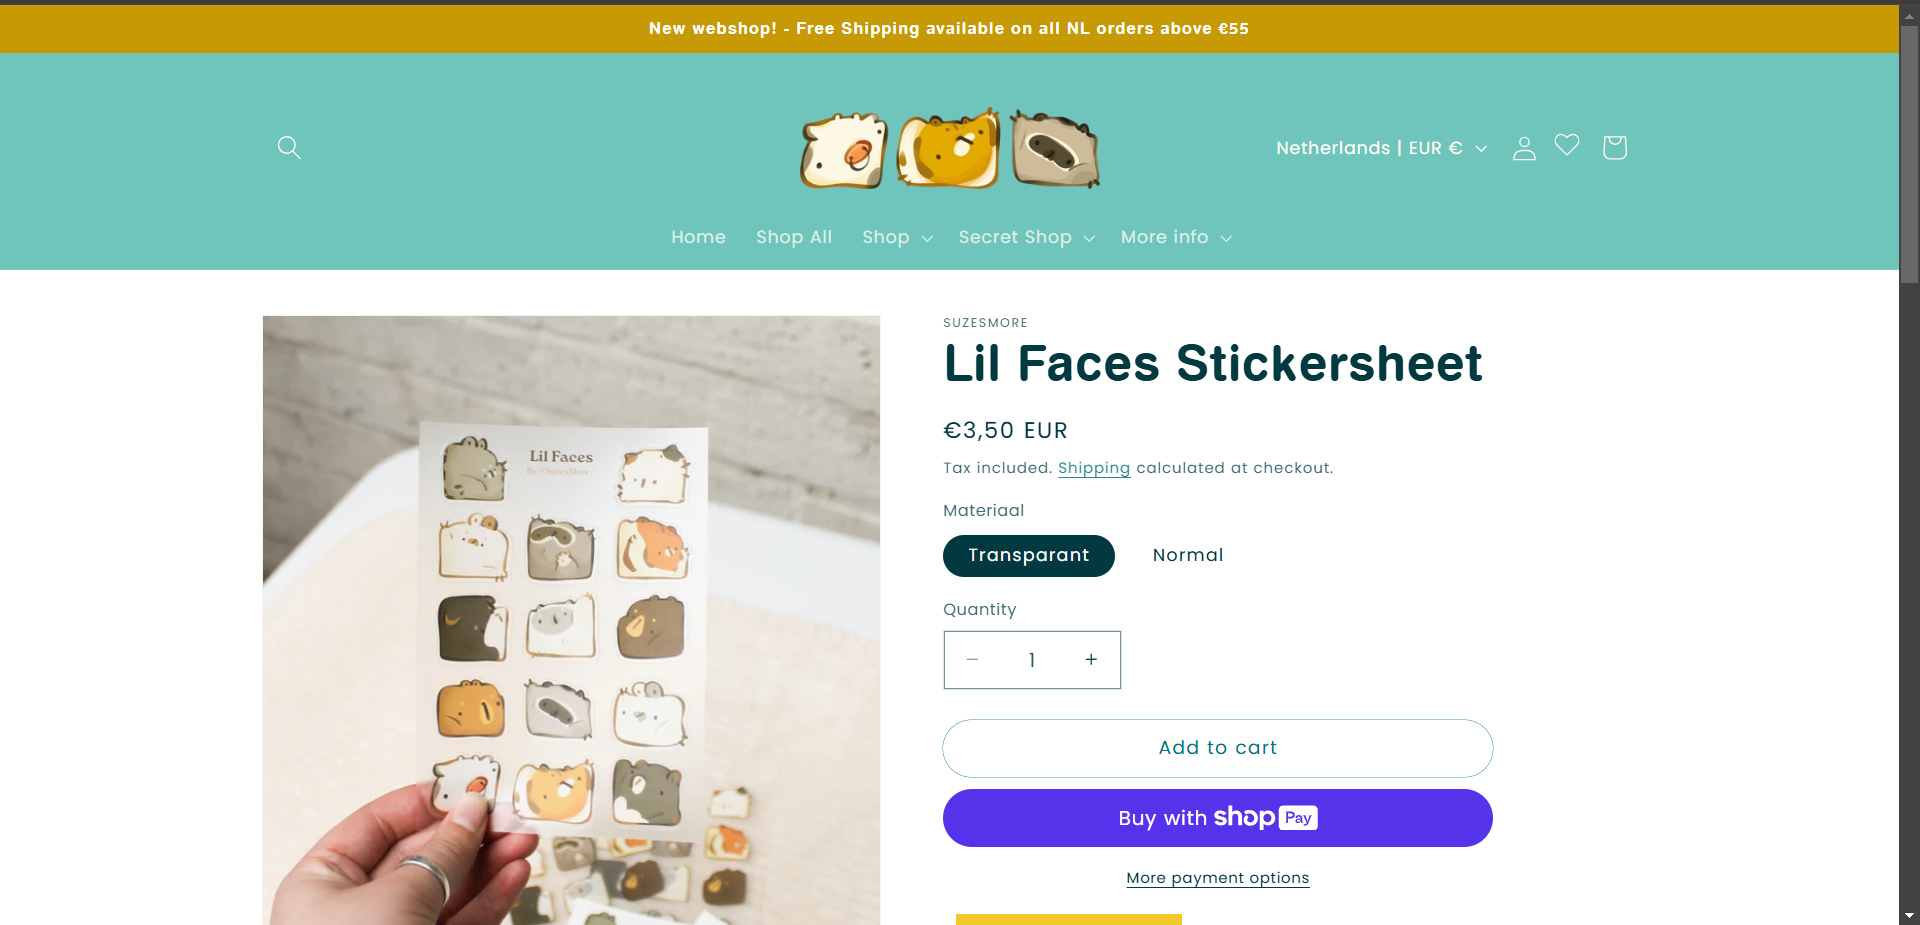 New webshop! - Free Shipping available on all NL orders above €55
Netherlands | EUR €
Home Shop All Shop Secret Shop More info
SUZESMORE
Lil Faces Stickersheet
€3,50 EUR
Tax included. Shipping calculated at checkout.
Materiaal
Transparant Normal
Quantity
1
Add to cart
Buy with shop Pay
More payment options
Lil Faces
By @SuzesMore